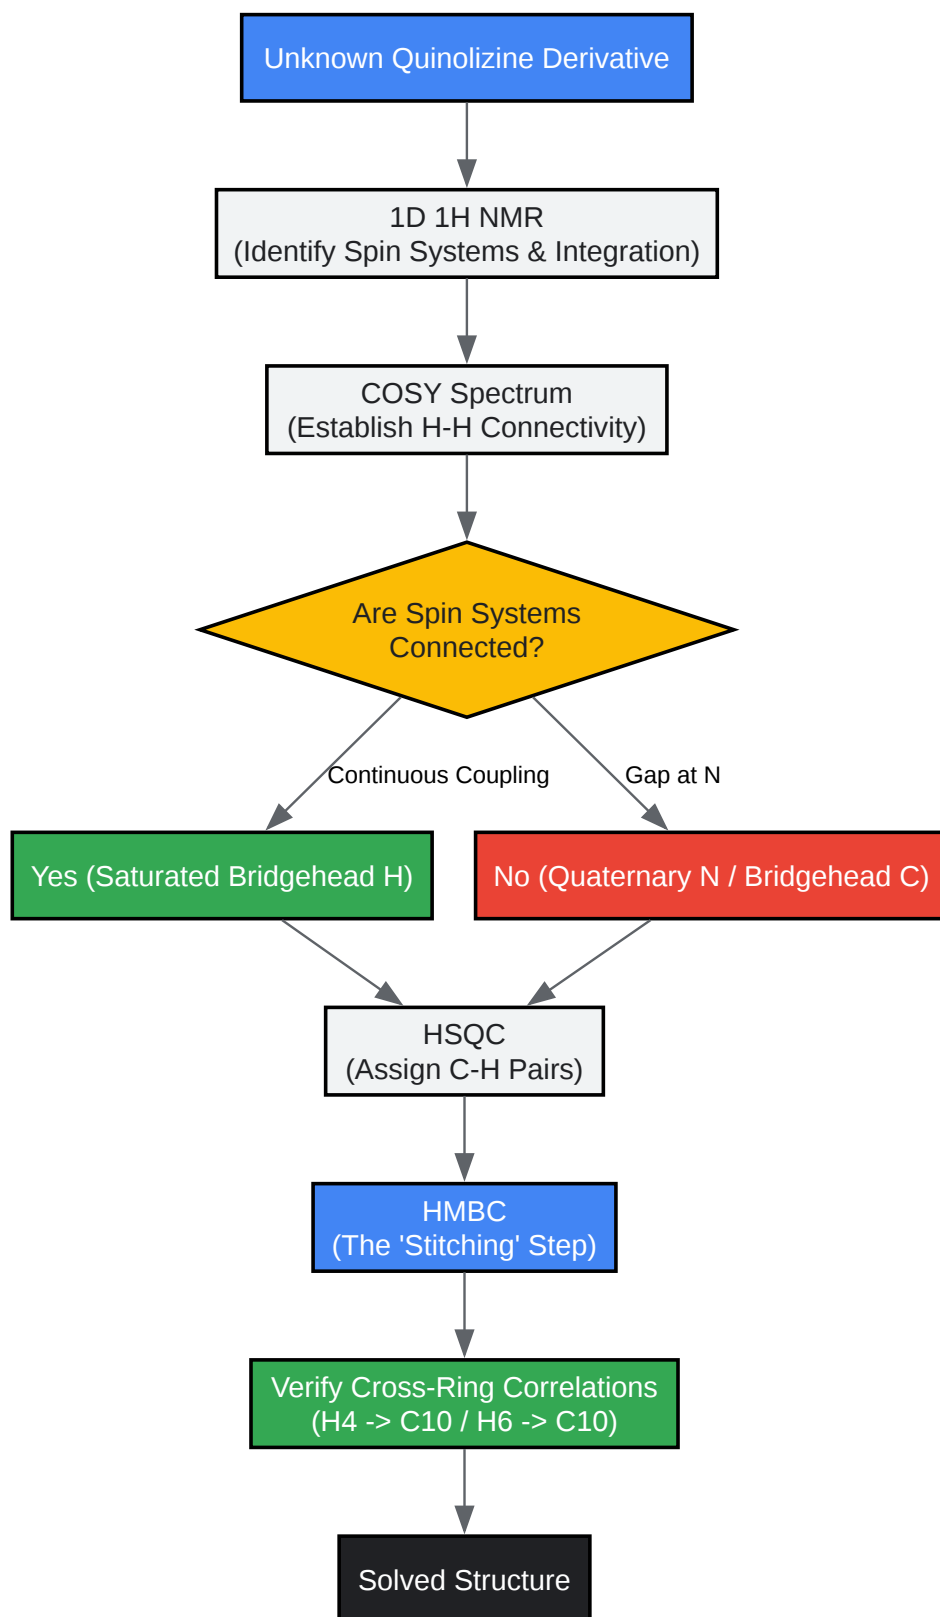 Unknown Quinolizine Derivative
1D 1H NMR
(Identify Spin Systems & Integration)
COSY Spectrum
(Establish H-H Connectivity)
Are Spin Systems
Connected?
Continuous Coupling
Gap at N
Yes (Saturated Bridgehead H)
No (Quaternary N / Bridgehead C)
HSQC
(Assign C-H Pairs)
HMBC
(The 'Stitching' Step)
Verify Cross-Ring Correlations
(H4 -> C10 / H6 -> C10)
Solved Structure